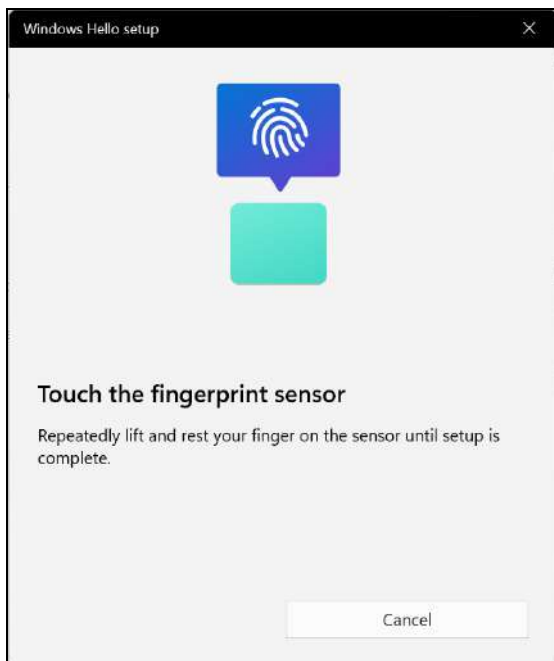 Windows Hello setup
Touch the fingerprint sensor
Repeatedly lift and rest your finger on the sensor until setup is
complete.
Cancel